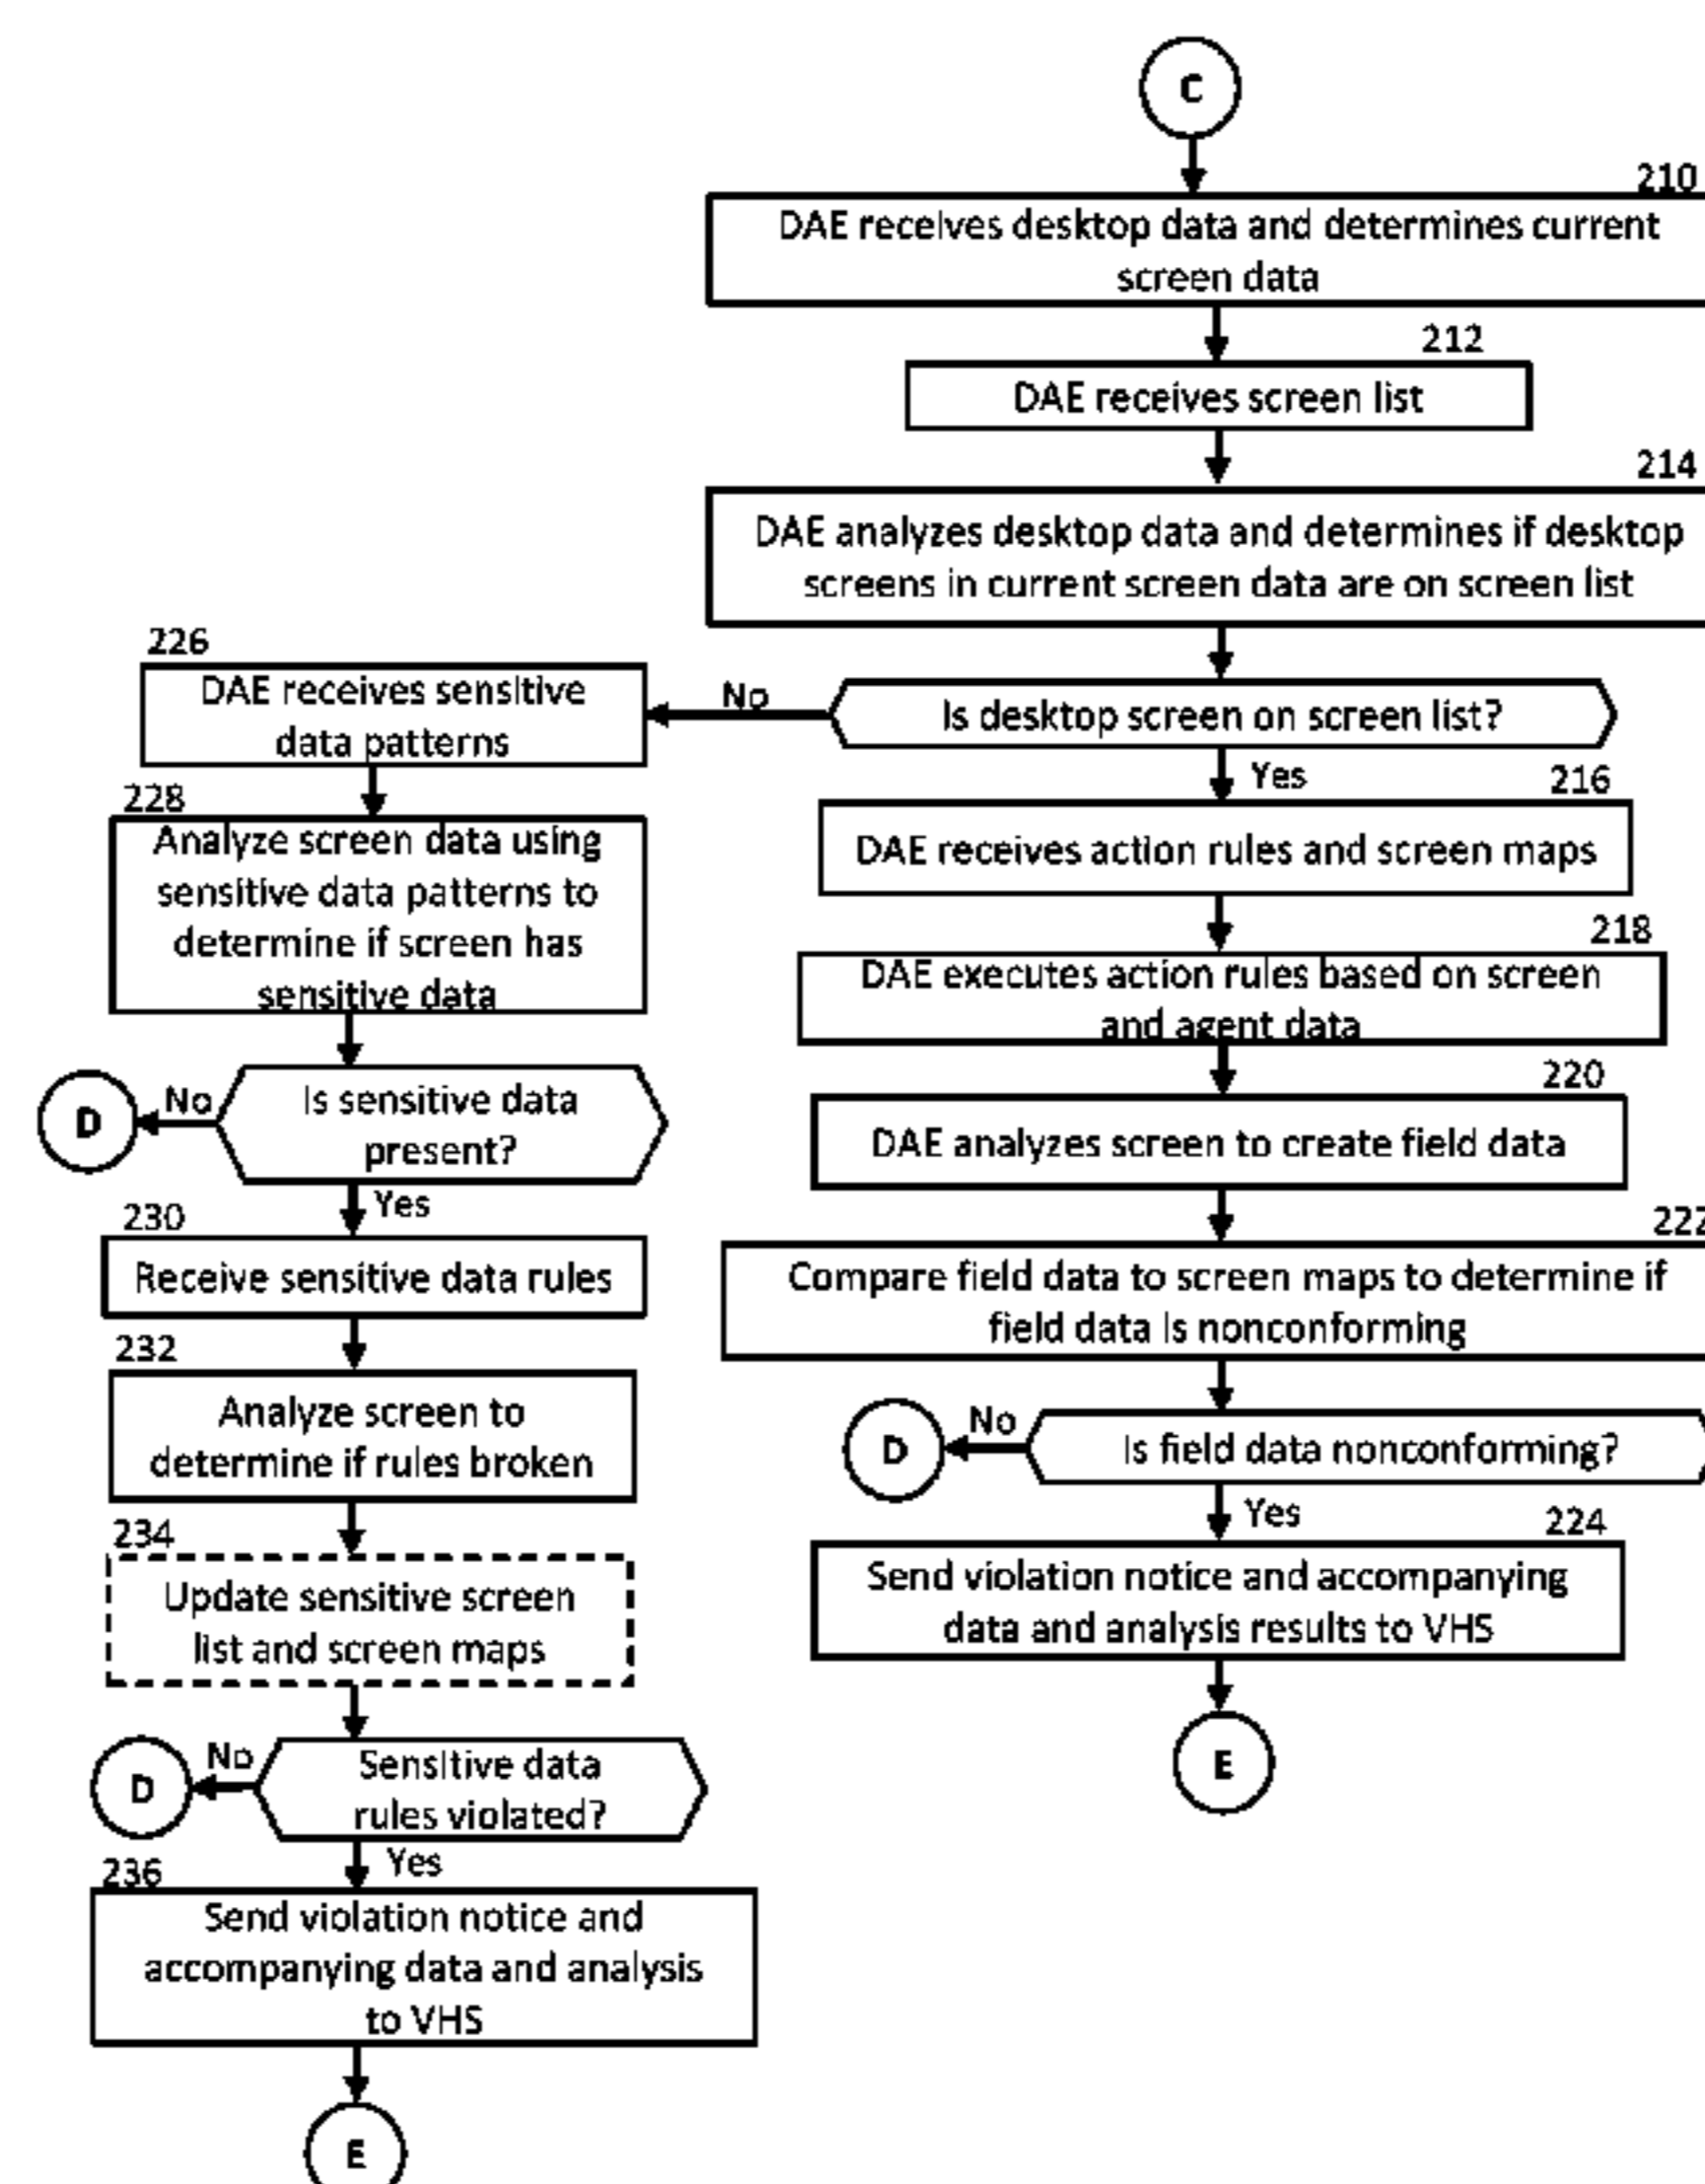 C
210
DAE receives desktop data and determines current
screen data
212
DAE receives screen list
214
DAE analyzes desktop data and determines if desktop
screens in current screen data are on screen list
Is desktop screen on screen list?
No
Yes
226
DAE receives sensitive
data patterns
228
Analyze screen data using
sensitive data patterns to
determine if screen has
sensitive data
Is sensitive data
present?
No
D
Yes
230
Receive sensitive data rules
232
Analyze screen to
determine if rules broken
234
Update sensitive screen
list and screen maps
Sensitive data
rules violated?
No
D
Yes
236
Send violation notice and
accompanying data and analysis
to VHS
E
216
DAE receives action rules and screen maps
218
DAE executes action rules based on screen
and agent data
220
DAE analyzes screen to create field data
222
Compare field data to screen maps to determine if
field data is nonconforming
Is field data nonconforming?
No
D
Yes
224
Send violation notice and accompanying
data and analysis results to VHS
E